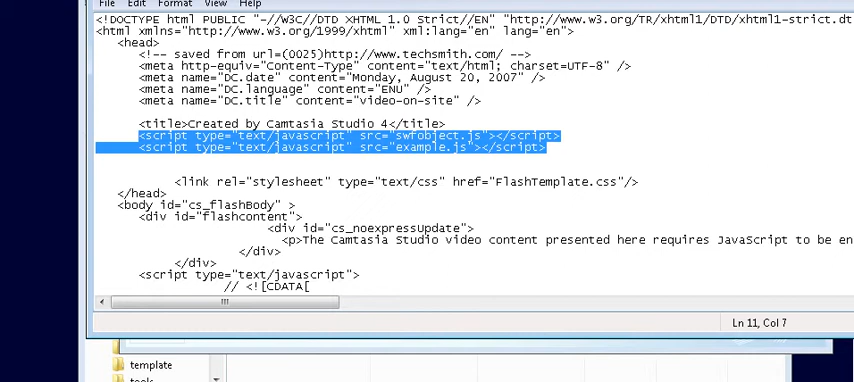 File Edit Format View Help
<!DOCTYPE html PUBLIC "-//W3C//DTD XHTML 1.0 Strict//EN" "http://www.w3.org/TR/xhtml1/DTD/xhtml1-strict.dt
<html xmlns="http://www.w3.org/1999/xhtml" xml:lang="en" lang="en">
<head>
<!-- saved from url=(0025)http://www.techsmith.com/ -->
<meta http-equiv="Content-Type" content="text/html; charset=UTF-8" />
<meta name="DC.date" content="Monday, August 20, 2007" />
<meta name="DC.language" content="ENU" />
<meta name="DC.title" content="video-on-site" />
<title>Created by Camtasia Studio 4</title>
<script type="text/javascript" src="swfobject.js"></script>
<script type="text/javascript" src="example.js"></script>
<link rel="stylesheet" type="text/css" href="FlashTemplate.css"/>
</head>
<body id="cs_flashBody" >
<div id="flashcontent">
<div id="cs_noexpressUpdate">
<p>The Camtasia Studio video content presented here requires JavaScript to be en
</div>
</div>
<script type="text/javascript">
// <![CDATA[
Ln 11, Col 7
template
tools